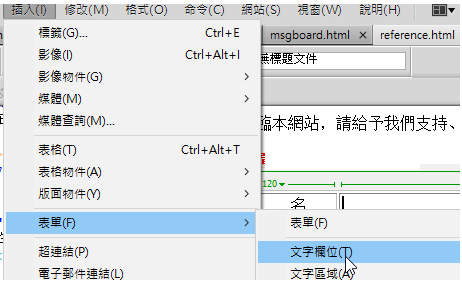 插入(I) 修改(M) 格式(O) 命令(C) 網站(S) 視窗(W) 說明(H)
標籤(G)... Ctrl+E
msgboard.html × reference.html
影像(I) Ctrl+Alt+I
無標題文件
影像物件(G)
媒體(M)
媒體查詢(M)...
臨本網站，請給予我們支持、
表格(T) Ctrl+Alt+T
表格物件(A)
120
版面物件(Y)
名
表單(F)
表單(F)
超連結(P)
文字欄位(T)
電子郵件連結(L)
文字區域(A)